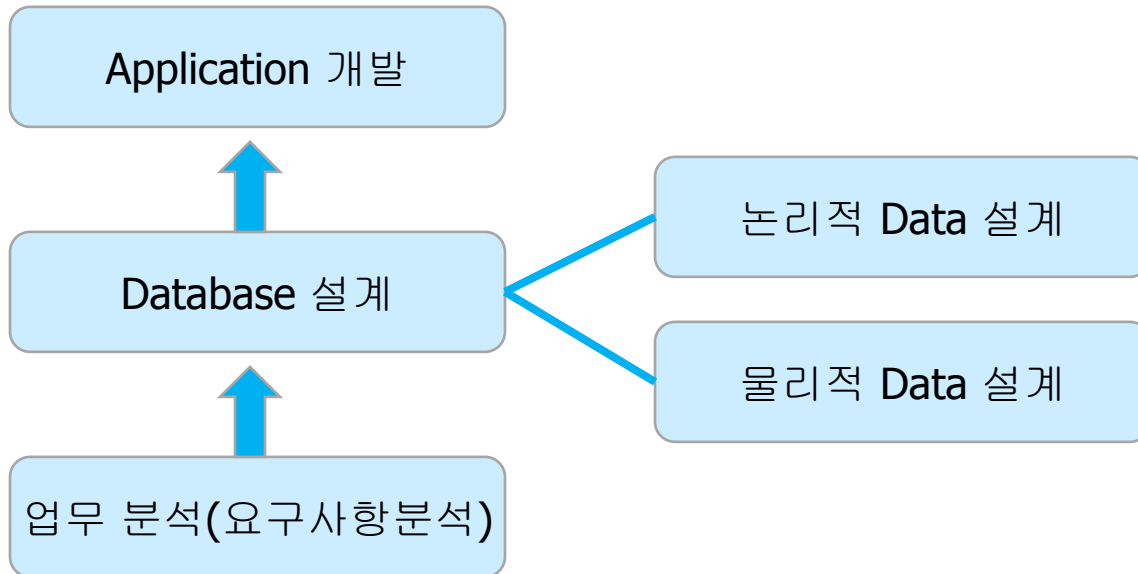 Application 개발
논리적 Data 설계
Database 설계
물리적 Data 설계
업무 분석(요구사항분석)